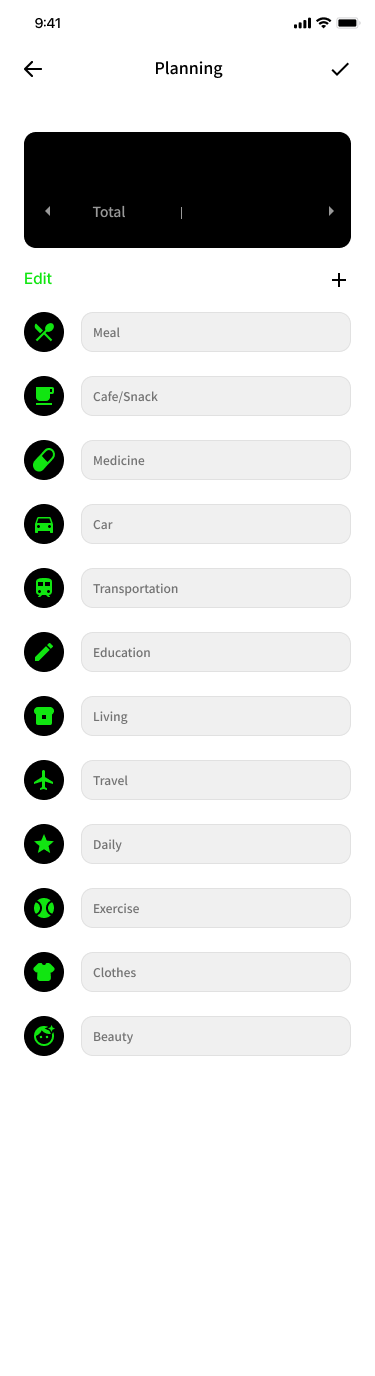 9:41
Planning
Total
Edit
Meal
Cafe/Snack
Medicine
Car
Transportation
Education
Living
Travel
Daily
Exercise
Clothes
Beauty